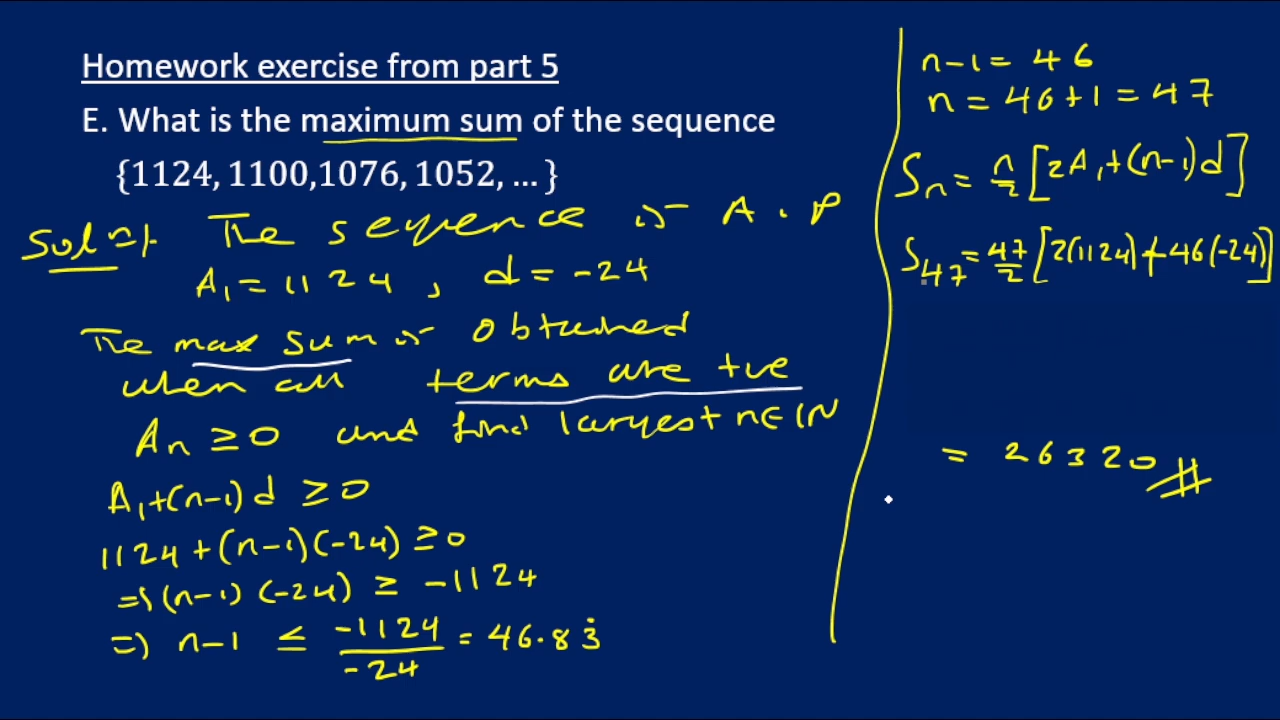 Homework exercise from part 5
E. What is the maximum sum of the sequence
{1124, 1100,1076, 1052, ... }
Soln. The sequence is A.P
A₁ = 1124, d = -24
The max sum is obtained
when all terms are +ve
An ≥ 0 and find largest n∈IN
A₁+(n-1)d ≥ 0
1124+(n-1)(-24) ≥ 0
=>(n-1)(-24) ≥ -1124
=> n-1 ≤ -1124/-24 = 46.83̇
n-1 = 46
n = 46+1 = 47
Sn = n/2 [2A₁+(n-1)d]
S47 = 47/2 [2(1124)+46(-24)]
= 26320